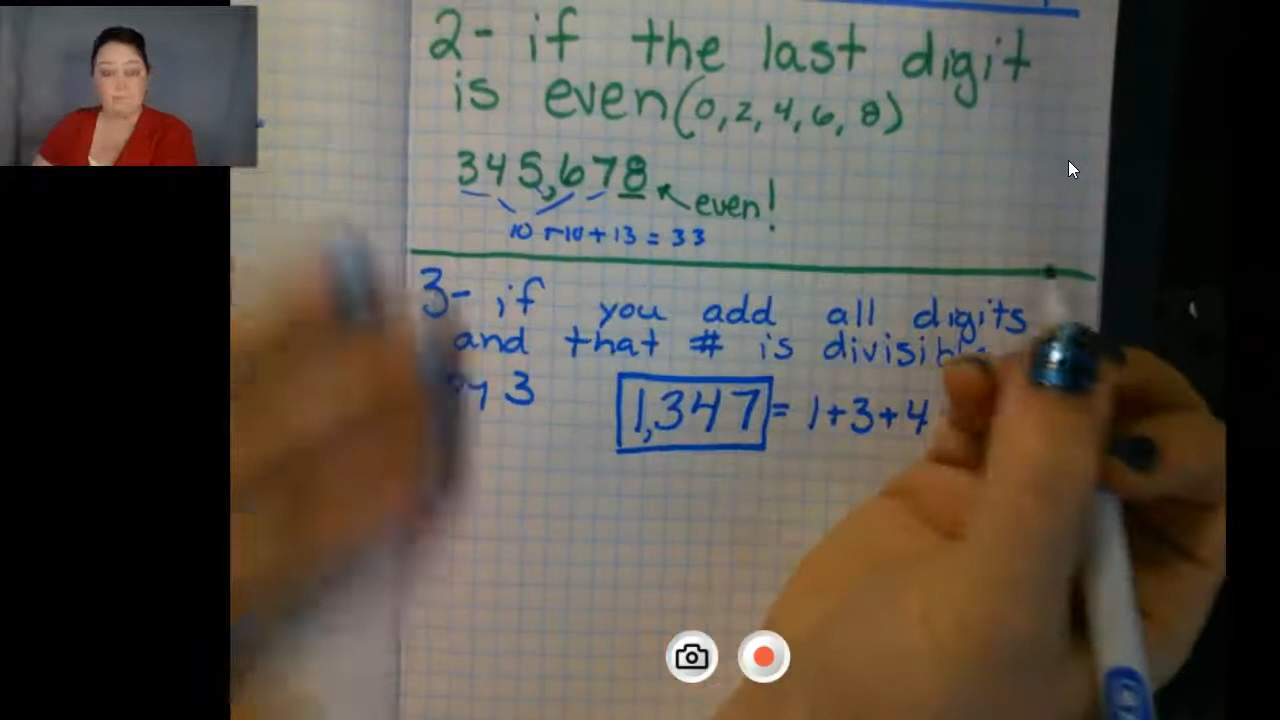 2- if the last digit
is even(0, 2, 4, 6, 8)
345,678 even!
10 +10 + 13 = 33
3- if you add all digits
and that # is
3 1,347 = 1+3+4